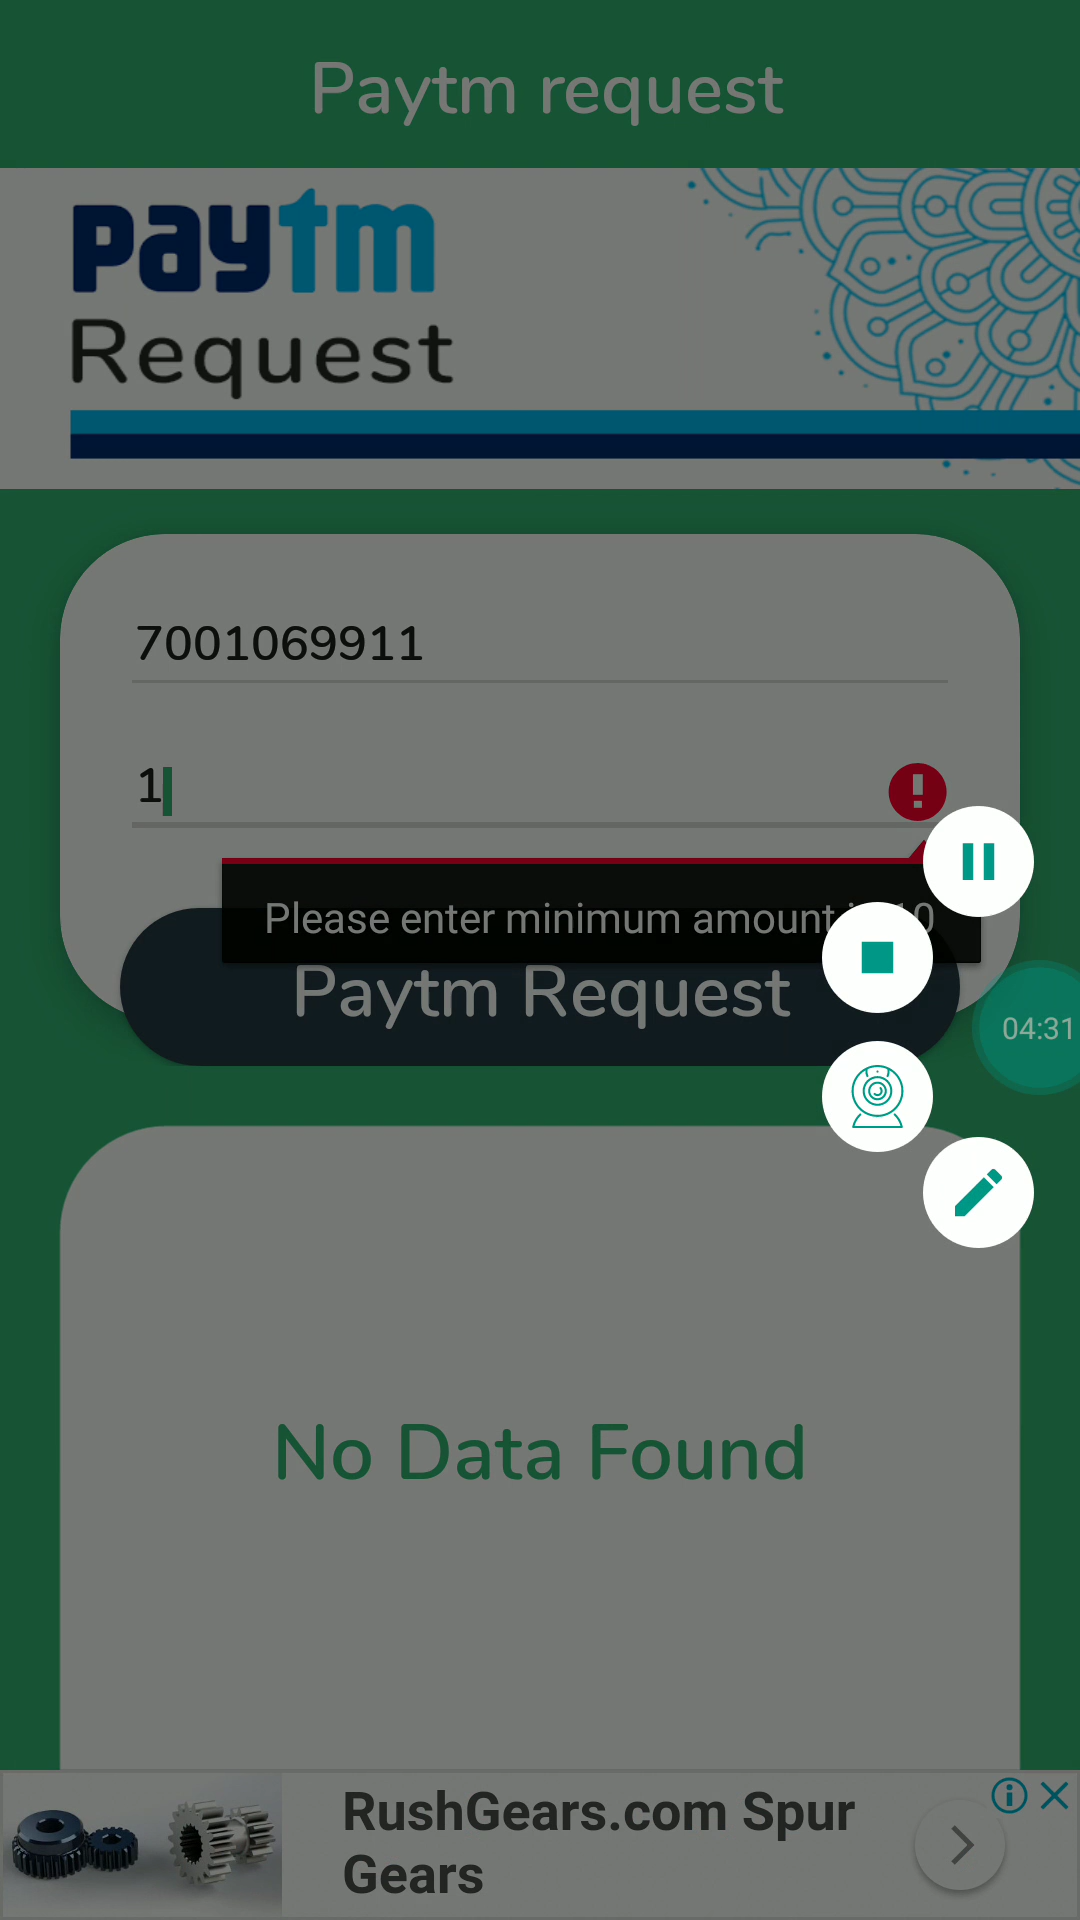 Paytm request
paytm
Request
7001069911
1
Please enter minimum amount
Paytm Request
04:31
No Data Found
RushGears.com Spur
Gears